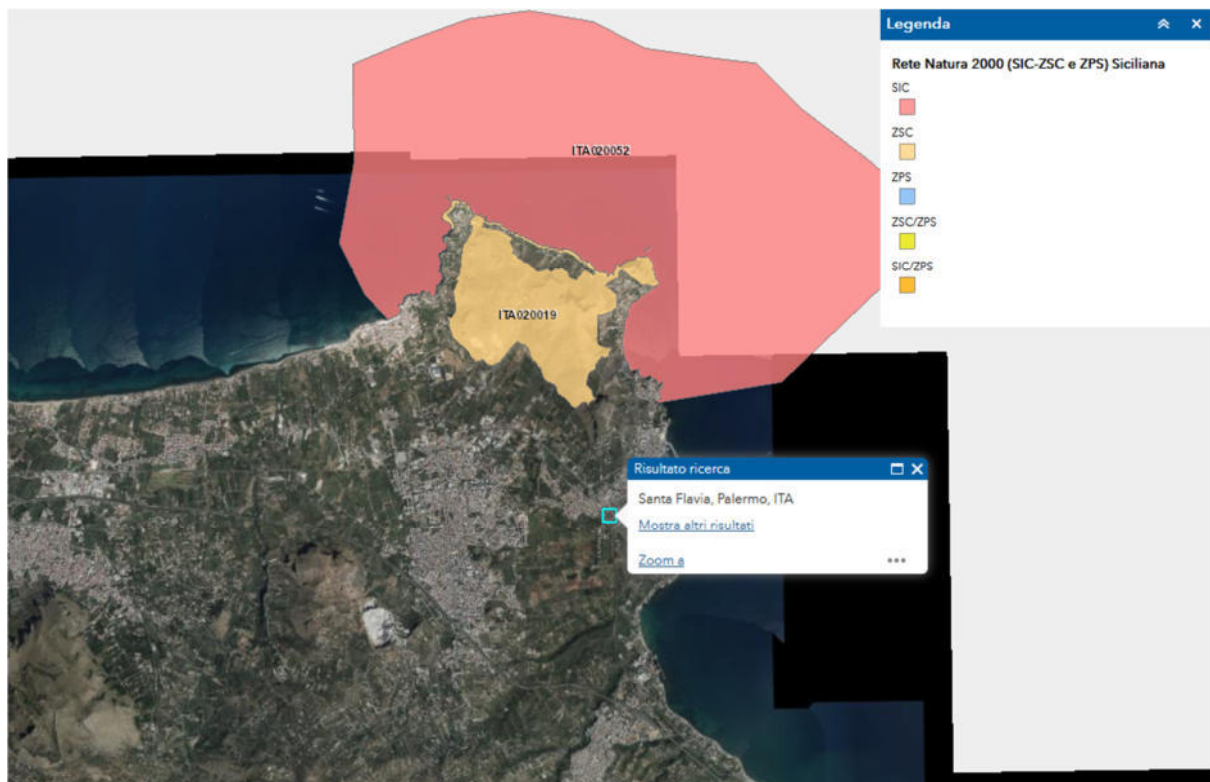 Legenda
Rete Natura 2000 (SIC-ZSC e ZPS) Siciliana
SIC
ZSC
ZPS
ZSC/ZPS
SIC/ZPS
ITA020052
ITA020019
Risultato ricerca
Santa Flavia, Palermo, ITA
Mostra altri risultati
Zoom a